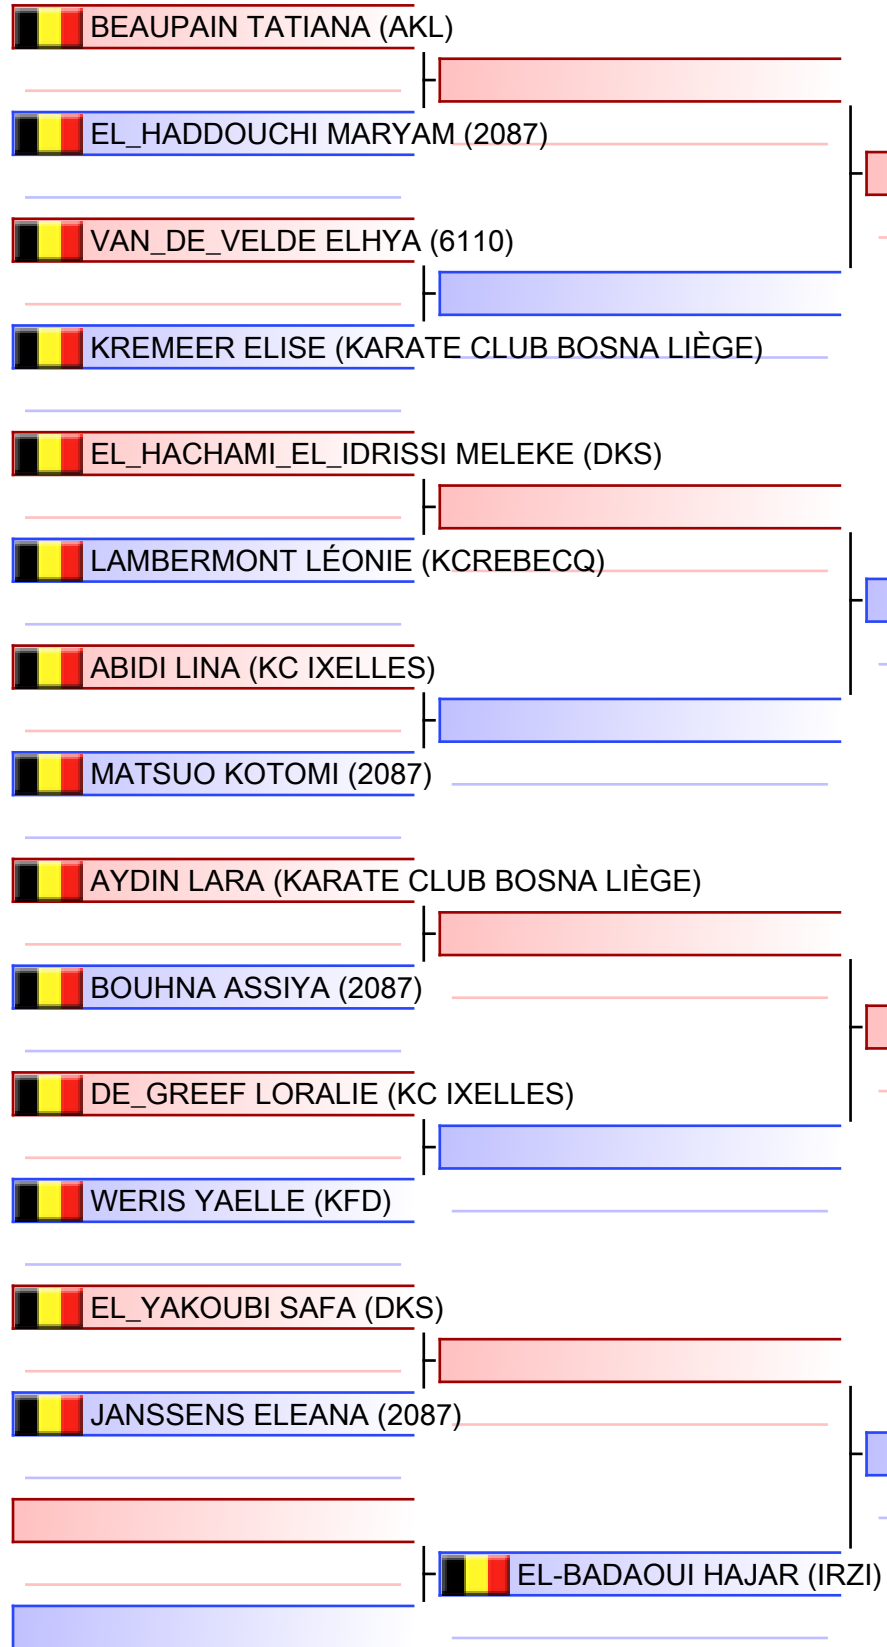 BEAUPAIN TATIANA (AKL)
EL_HADDOUCHI MARYAM (2087)
VAN_DE_VELDE ELHYA (6110)
KREMEER ELISE (KARATE CLUB BOSNA LIÈGE)
EL_HACHAMI_EL_IDRISSI MELEKE (DKS)
LAMBERMONT LÉONIE (KCREBECQ)
ABIDI LINA (KC IXELLES)
MATSUO KOTOMI (2087)
AYDIN LARA (KARATE CLUB BOSNA LIÈGE)
BOUHNA ASSIYA (2087)
DE_GREEF LORALIE (KC IXELLES)
WERIS YAELLE (KFD)
EL_YAKOUBI SAFA (DKS)
JANSSENS ELEANA (2087)
EL-BADAOUI HAJAR (IRZI)